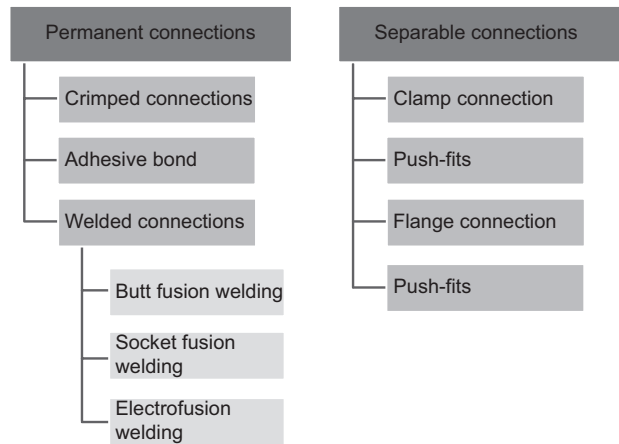 Permanent connections
Crimped connections
Adhesive bond
Welded connections
Butt fusion welding
Socket fusion
welding
Electrofusion
welding
Separable connections
Clamp connection
Push-fits
Flange connection
Push-fits